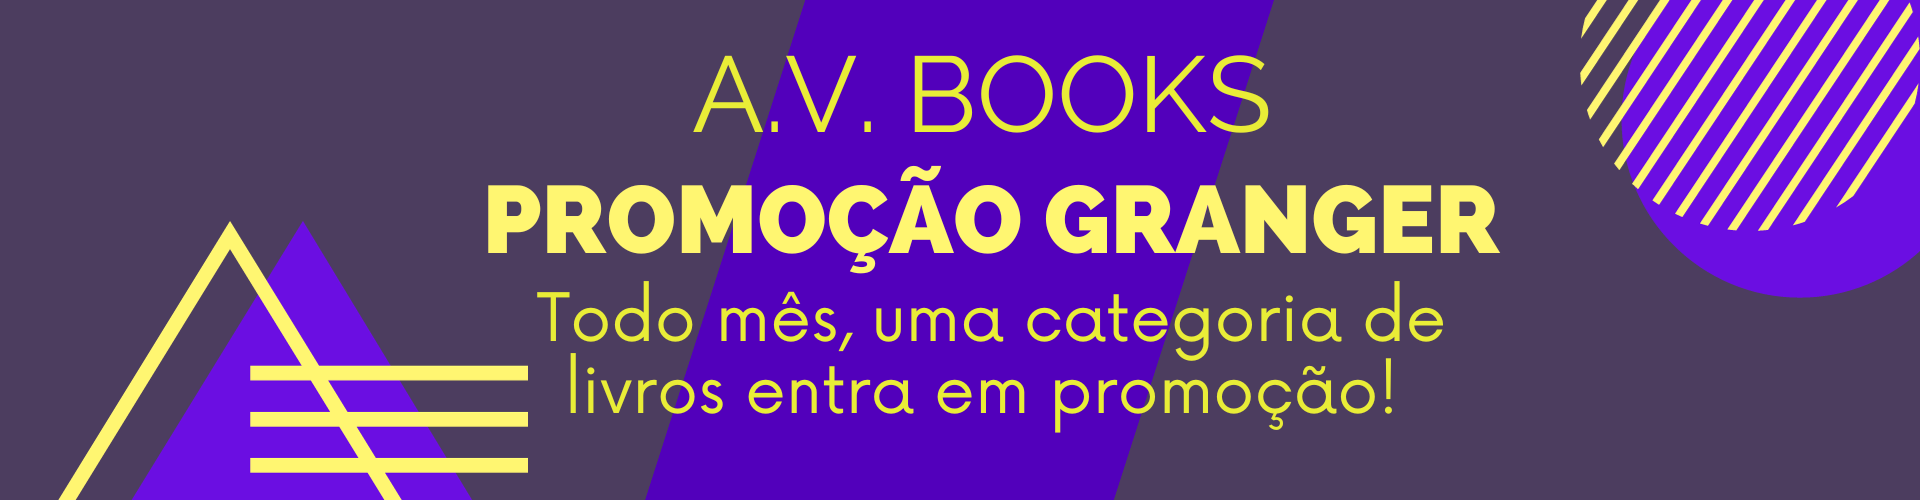 A.V. BOOKS
PROMOÇÃO GRANGER
Todo mês, uma categoria de
livros entra em promoção!